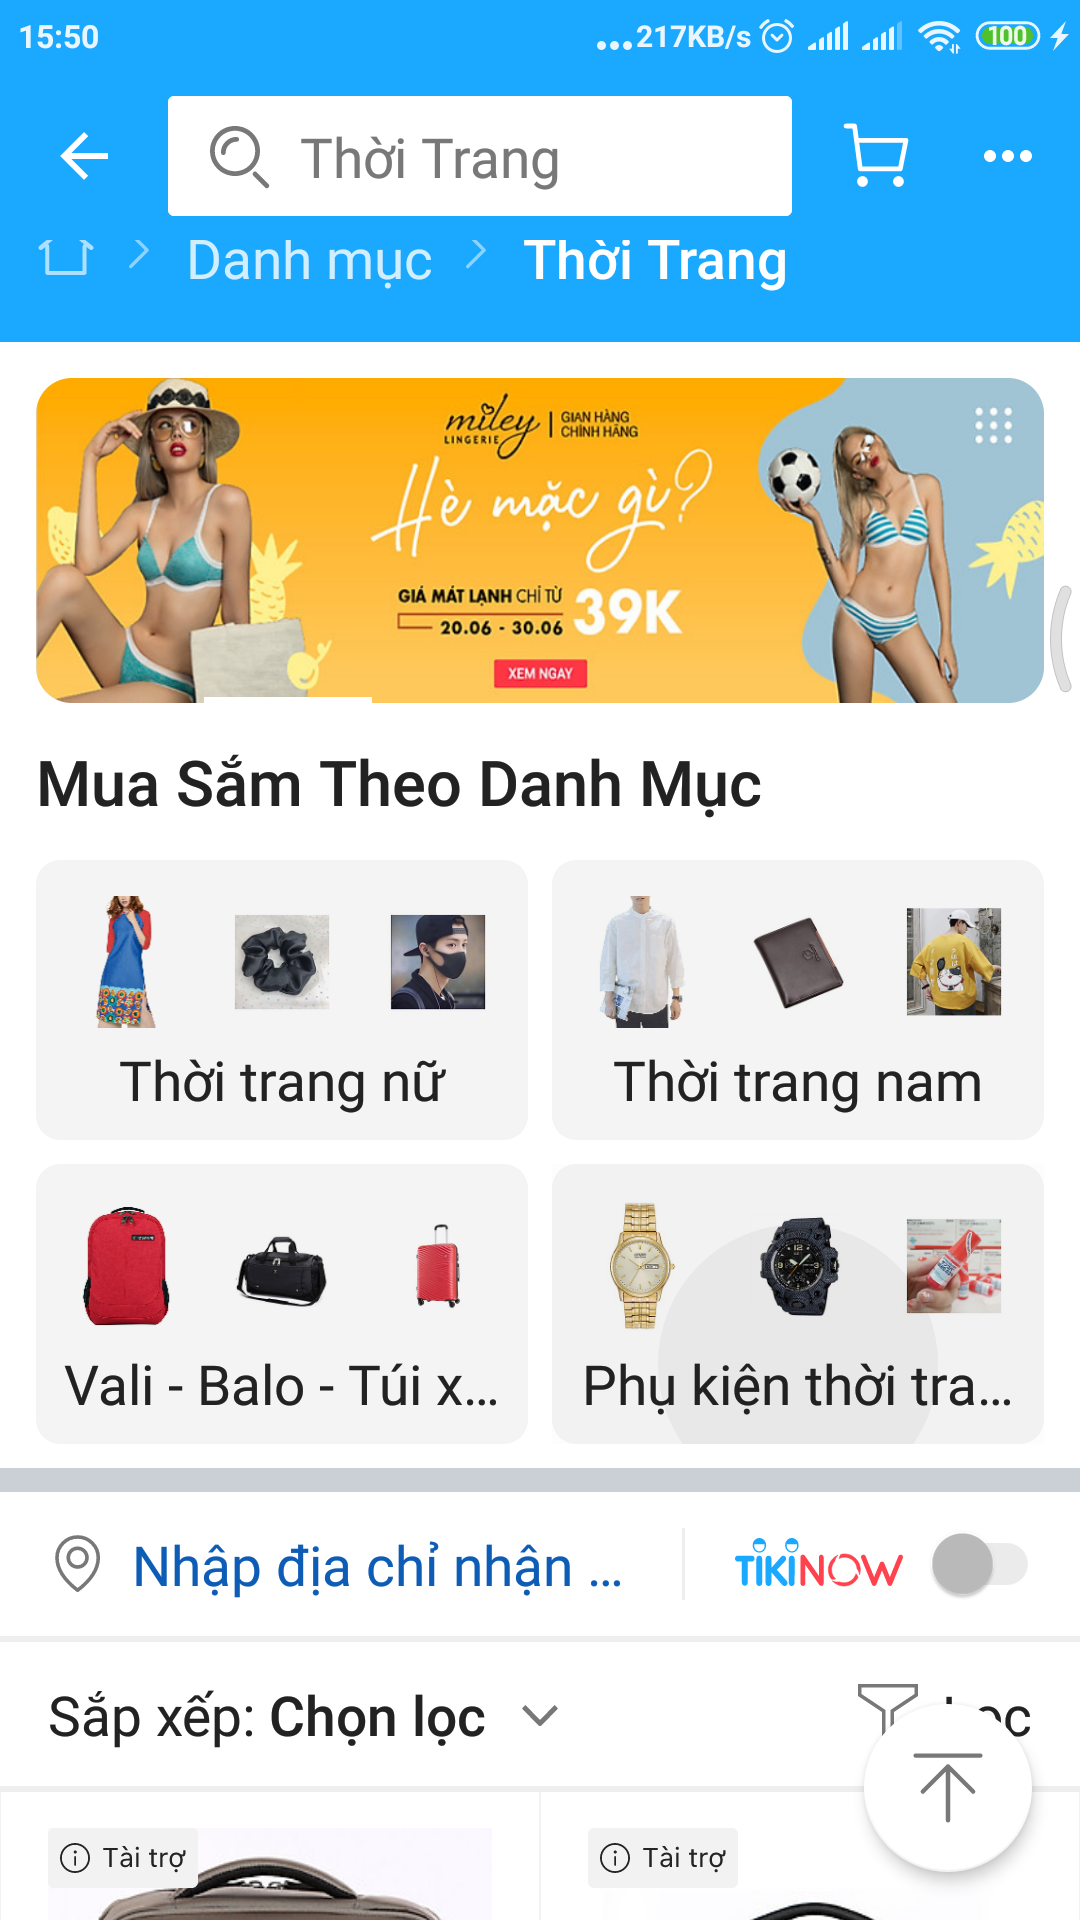 15:50
...217KB/s
100
Thời Trang
Danh mục
Thời Trang
miley
LINGERIE
GIAN HÀNG
CHÍNH HÃNG
Hè mặc gì?
GIÁ MÁT LẠNH CHỈ TỪ
39K
20.06 - 30.06
XEM NGAY
Mua Sắm Theo Danh Mục
Thời trang nữ
Thời trang nam
Vali - Balo - Túi x...
Phụ kiện thời tra...
Nhập địa chỉ nhận ...
TIKINOW
Sắp xếp: Chọn lọc
Tài trợ
Tài trợ